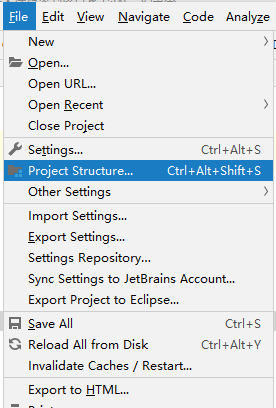 File Edit View Navigate Code Analyze
New
Open...
Open URL...
Open Recent
Close Project
Settings... Ctrl+Alt+S
Project Structure... Ctrl+Alt+Shift+S
Other Settings
Import Settings...
Export Settings...
Settings Repository...
Sync Settings to JetBrains Account...
Export Project to Eclipse...
Save All Ctrl+S
Reload All from Disk Ctrl+Alt+Y
Invalidate Caches / Restart...
Export to HTML...